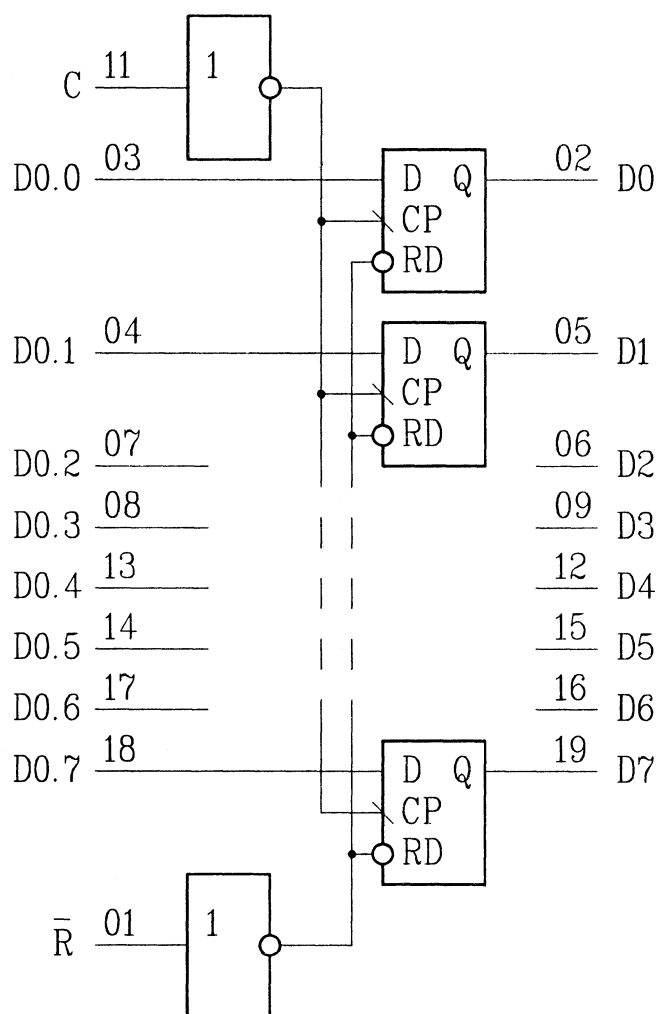 C 11 1
D0.0 03 D Q 02 D0
CP
RD
D0.1 04 D Q 05 D1
CP
RD
D0.2 07 06 D2
D0.3 08 09 D3
D0.4 13 12 D4
D0.5 14 15 D5
D0.6 17 16 D6
D0.7 18 D Q 19 D7
CP
RD
R̅ 01 1